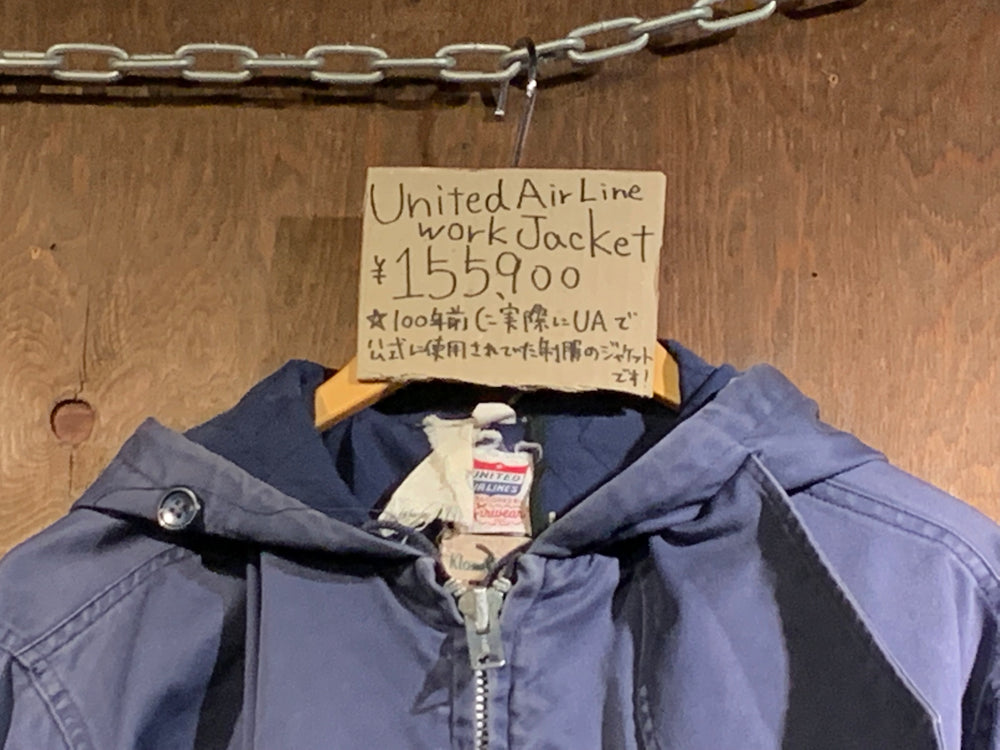 United Air Line
work Jacket
¥155,900
☆100年前に実際にUAで
公式に使用されていた制服のジャケット
です!
UNITED
AIRLINES